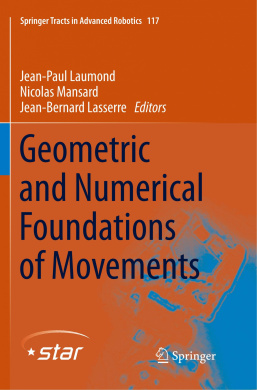 Springer Tracts in Advanced Robotics 117
Jean-Paul Laumond
Nicolas Mansard
Jean-Bernard Lasserre Editors
Geometric
and Numerical
Foundations
of Movements
star
Springer